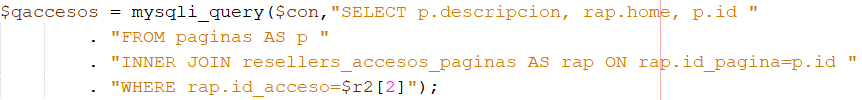 $qaccesos = mysqli_query($con,"SELECT p.descripcion, rap.home, p.id "
. "FROM paginas AS p "
. "INNER JOIN resellers_accesos_paginas AS rap ON rap.id_pagina=p.id "
. "WHERE rap.id_acceso=$r2[2]");